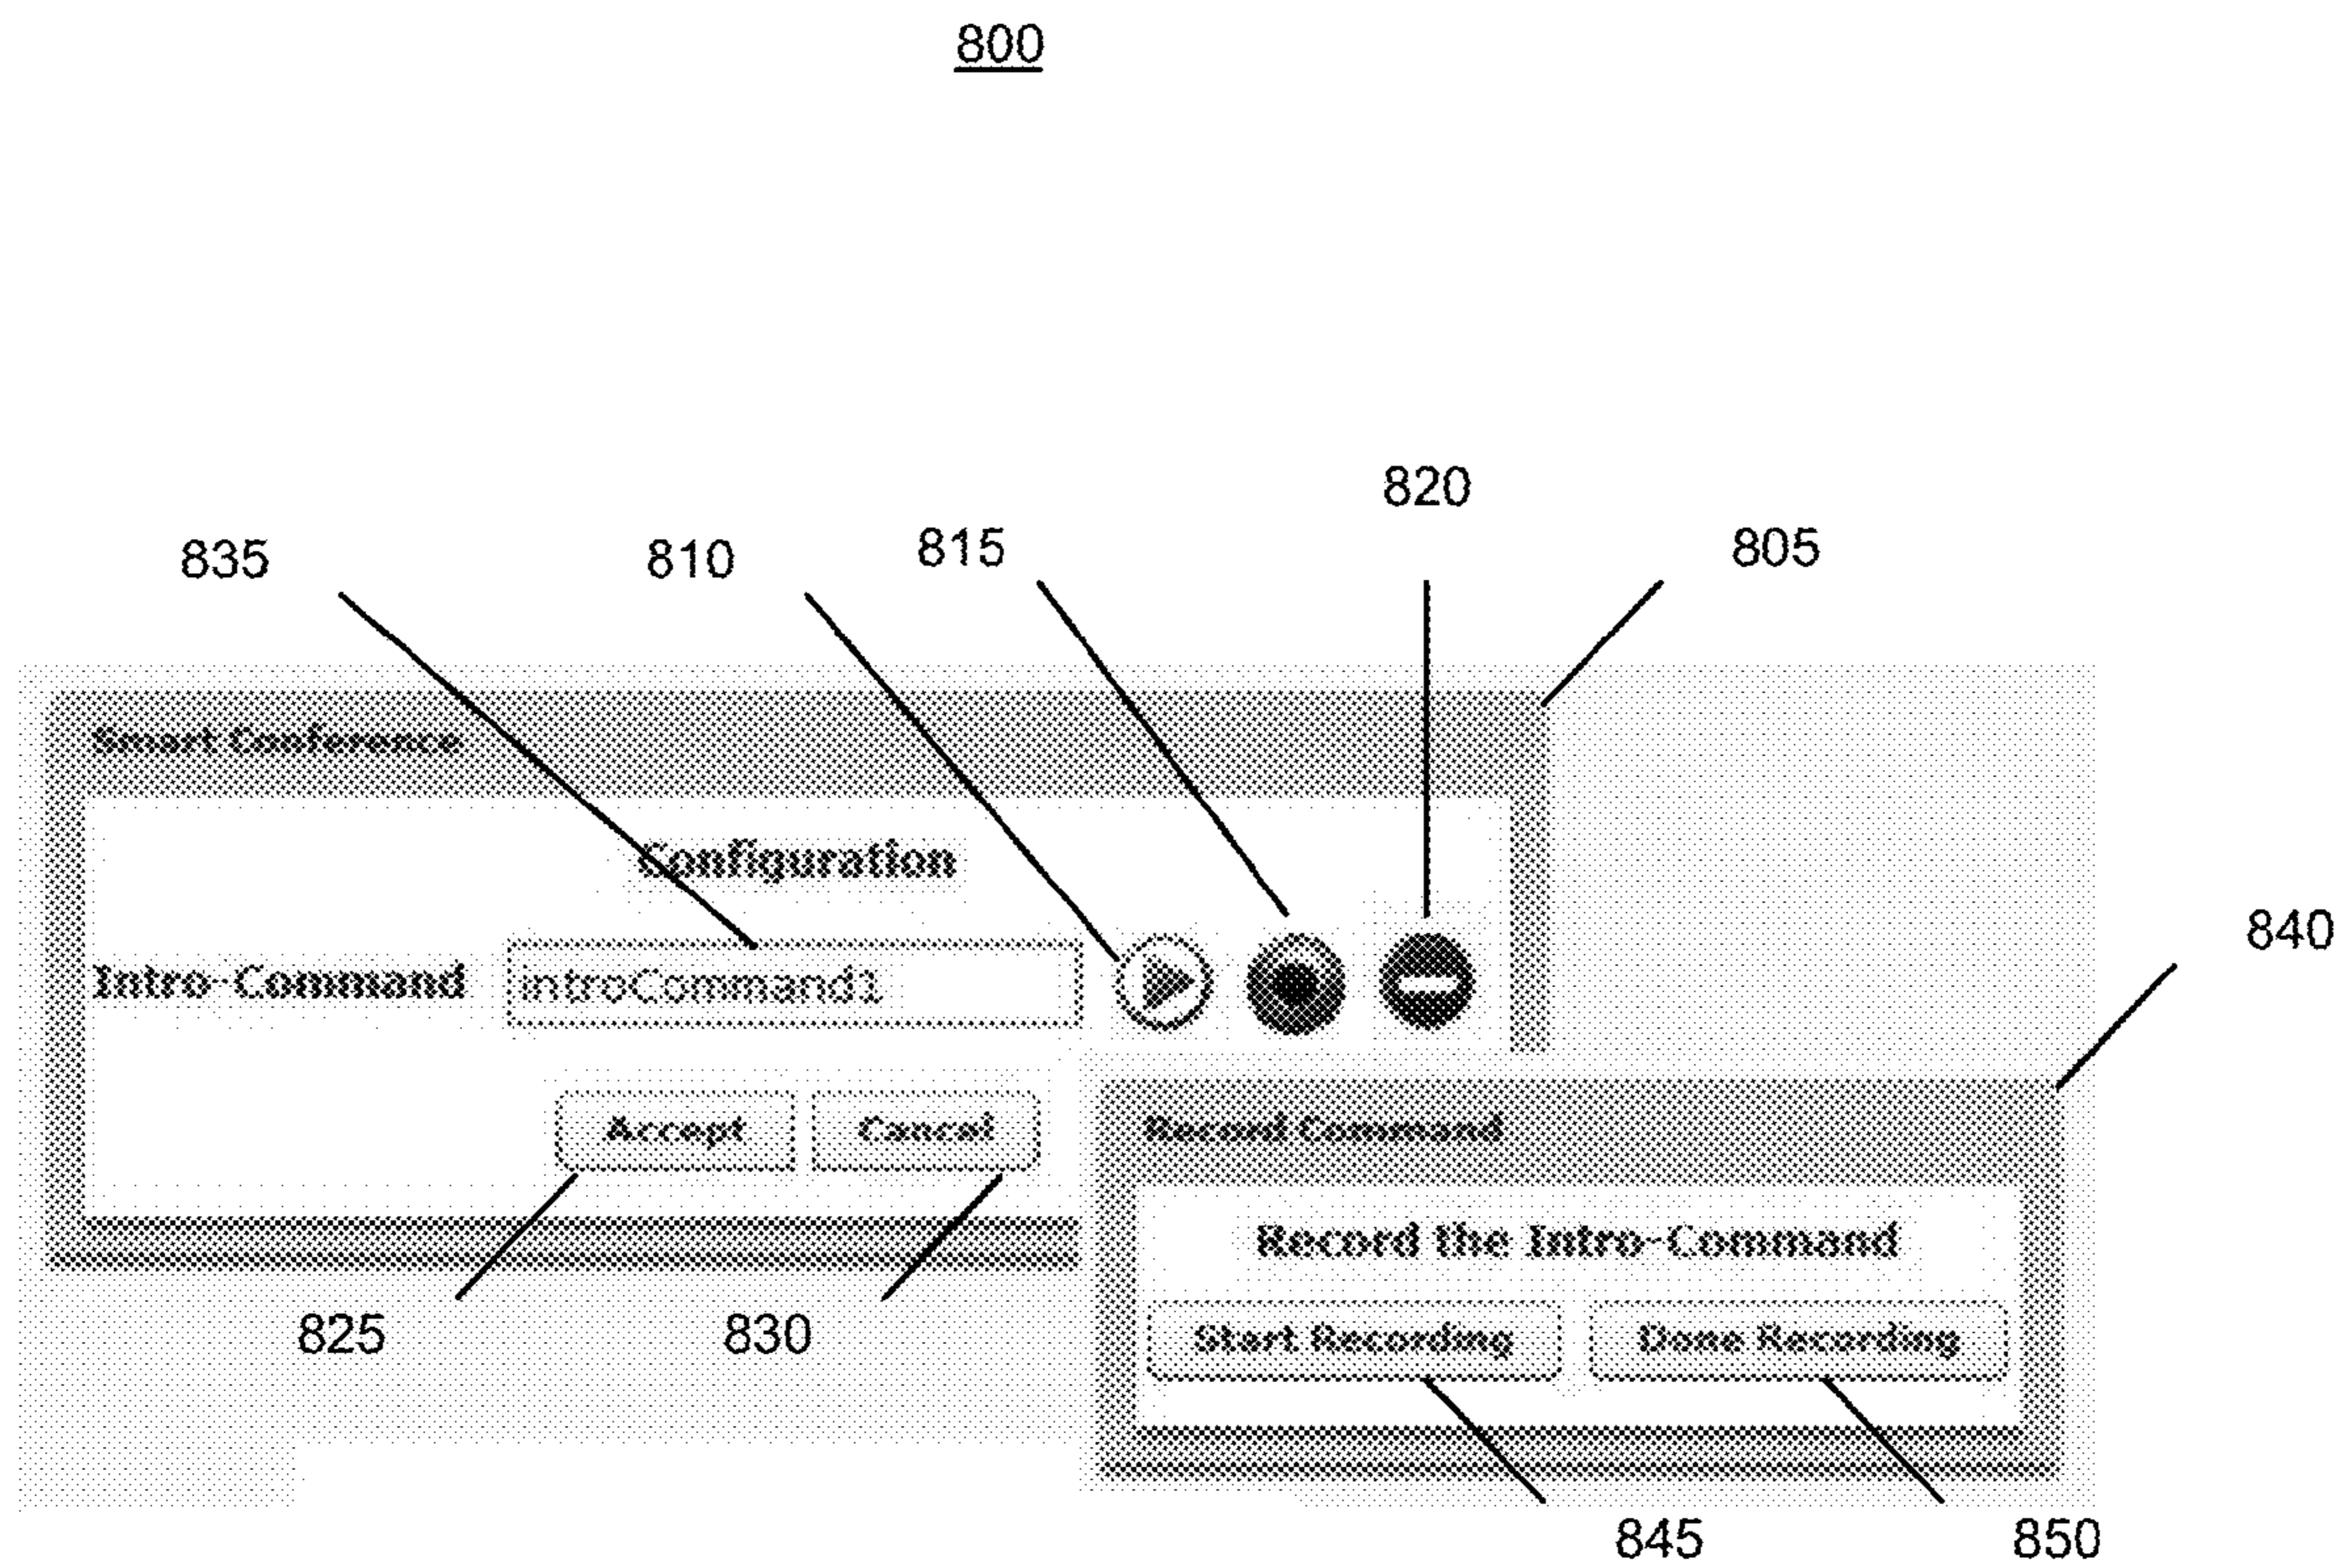 800
820
835 810 815 805
Smart Conference
Configuration
840
Intro-Command introCommand1
Accept Cancel
Record Command
Record the Intro-Command
825 830
Start Recording Done Recording
845 850